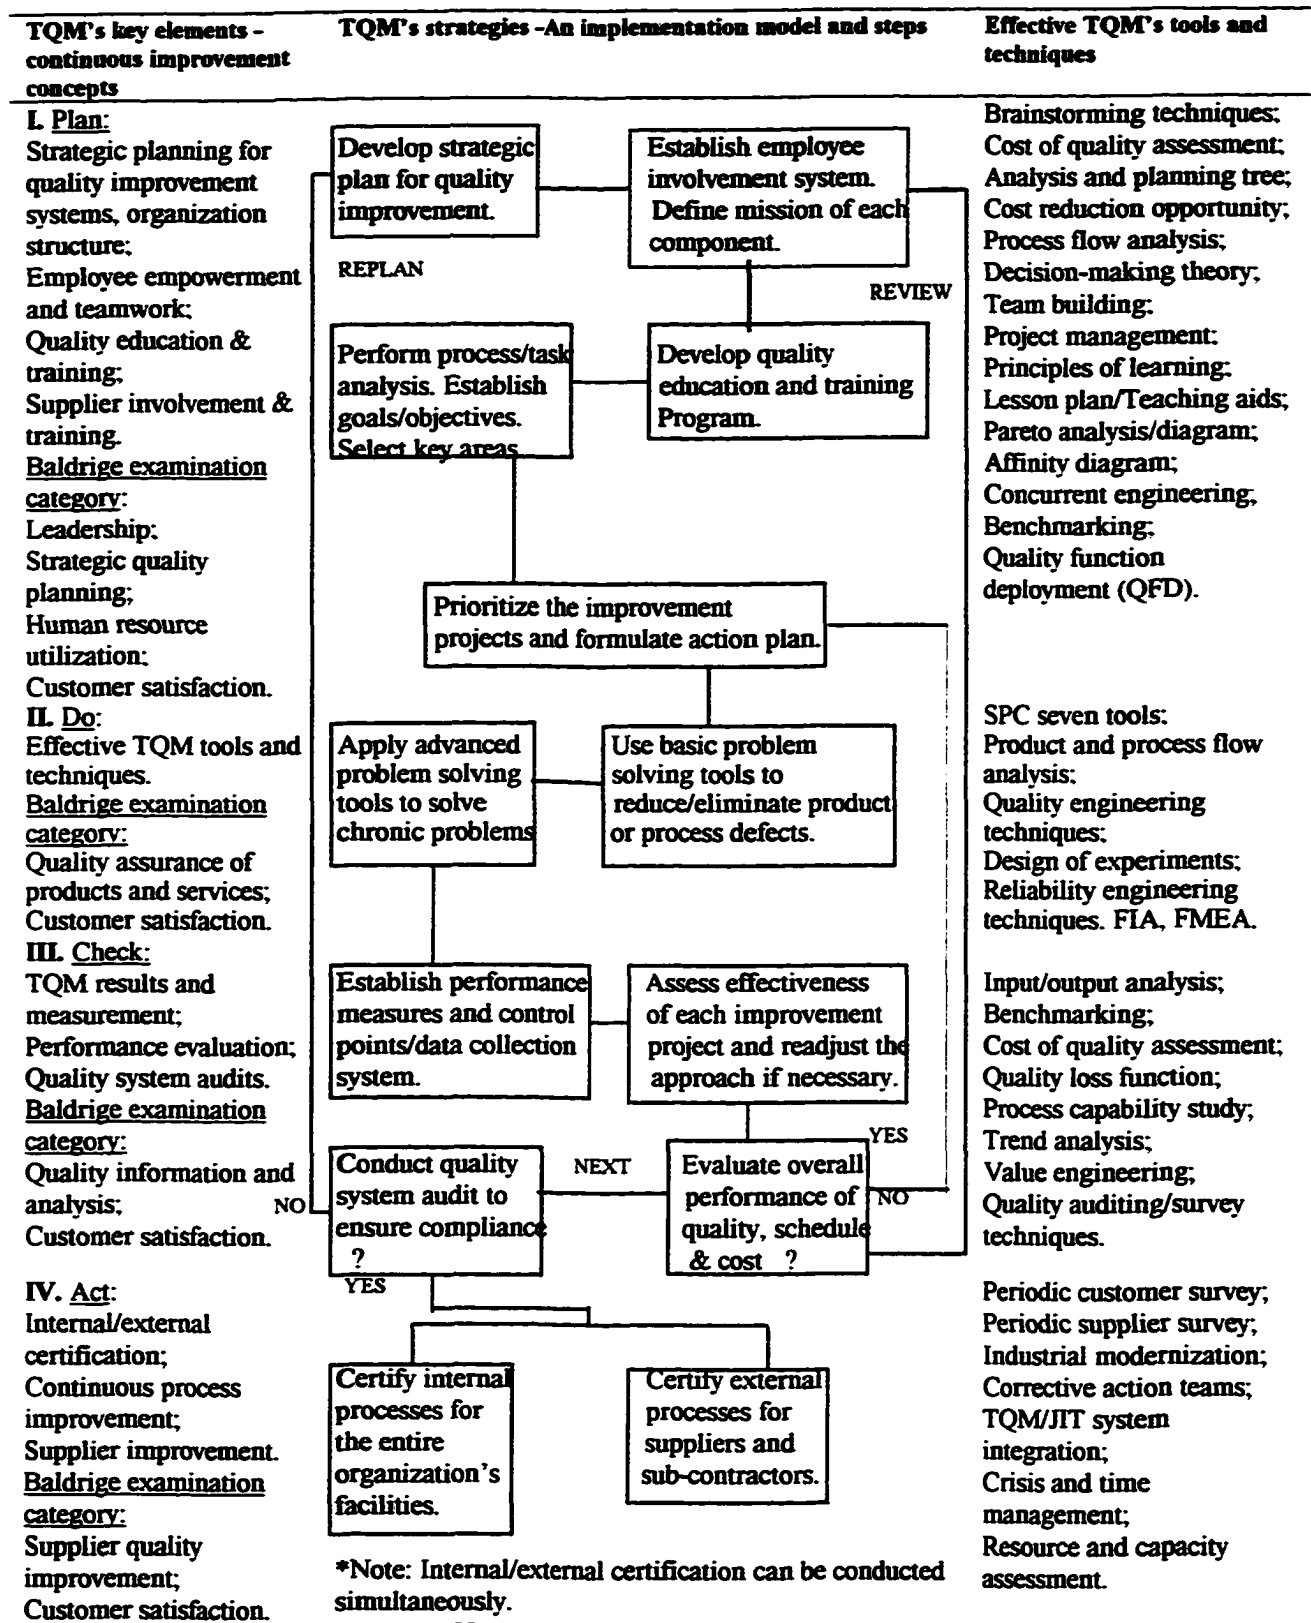 TQM's key elements -
continuous improvement
concepts
TQM's strategies -An implementation model and steps
Effective TQM's tools and
techniques
I. Plan:
Strategic planning for
quality improvement
systems, organization
structure;
Employee empowerment
and teamwork;
Quality education &
training;
Supplier involvement &
training.
Baldrige examination
category:
Leadership;
Strategic quality
planning;
Human resource
utilization;
Customer satisfaction.
II. Do:
Effective TQM tools and
techniques.
Baldrige examination
category:
Quality assurance of
products and services;
Customer satisfaction.
III. Check:
TQM results and
measurement;
Performance evaluation;
Quality system audits.
Baldrige examination
category:
Quality information and
analysis;
Customer satisfaction.
IV. Act:
Internal/external
certification;
Continuous process
improvement;
Supplier improvement.
Baldrige examination
category:
Supplier quality
improvement;
Customer satisfaction.
Develop strategic
plan for quality
improvement.
Establish employee
involvement system.
Define mission of each
component.
REPLAN
REVIEW
Perform process/task
analysis. Establish
goals/objectives.
Select key areas
Develop quality
education and training
Program.
Prioritize the improvement
projects and formulate action plan.
Apply advanced
problem solving
tools to solve
chronic problems
Use basic problem
solving tools to
reduce/eliminate product
or process defects.
Establish performance
measures and control
points/data collection
system.
Assess effectiveness
of each improvement
project and readjust the
approach if necessary.
YES
Conduct quality
system audit to
ensure compliance
?
NEXT
Evaluate overall
performance of
quality, schedule
& cost ?
NO
NO
YES
Certify internal
processes for
the entire
organization's
facilities.
Certify external
processes for
suppliers and
sub-contractors.
*Note: Internal/external certification can be conducted
simultaneously.
Brainstorming techniques;
Cost of quality assessment;
Analysis and planning tree;
Cost reduction opportunity;
Process flow analysis;
Decision-making theory;
Team building;
Project management;
Principles of learning;
Lesson plan/Teaching aids;
Pareto analysis/diagram;
Affinity diagram;
Concurrent engineering;
Benchmarking;
Quality function
deployment (QFD).
SPC seven tools;
Product and process flow
analysis;
Quality engineering
techniques;
Design of experiments;
Reliability engineering
techniques. FIA, FMEA.
Input/output analysis;
Benchmarking;
Cost of quality assessment;
Quality loss function;
Process capability study;
Trend analysis;
Value engineering;
Quality auditing/survey
techniques.
Periodic customer survey;
Periodic supplier survey;
Industrial modernization;
Corrective action teams;
TQM/JIT system
integration;
Crisis and time
management;
Resource and capacity
assessment.